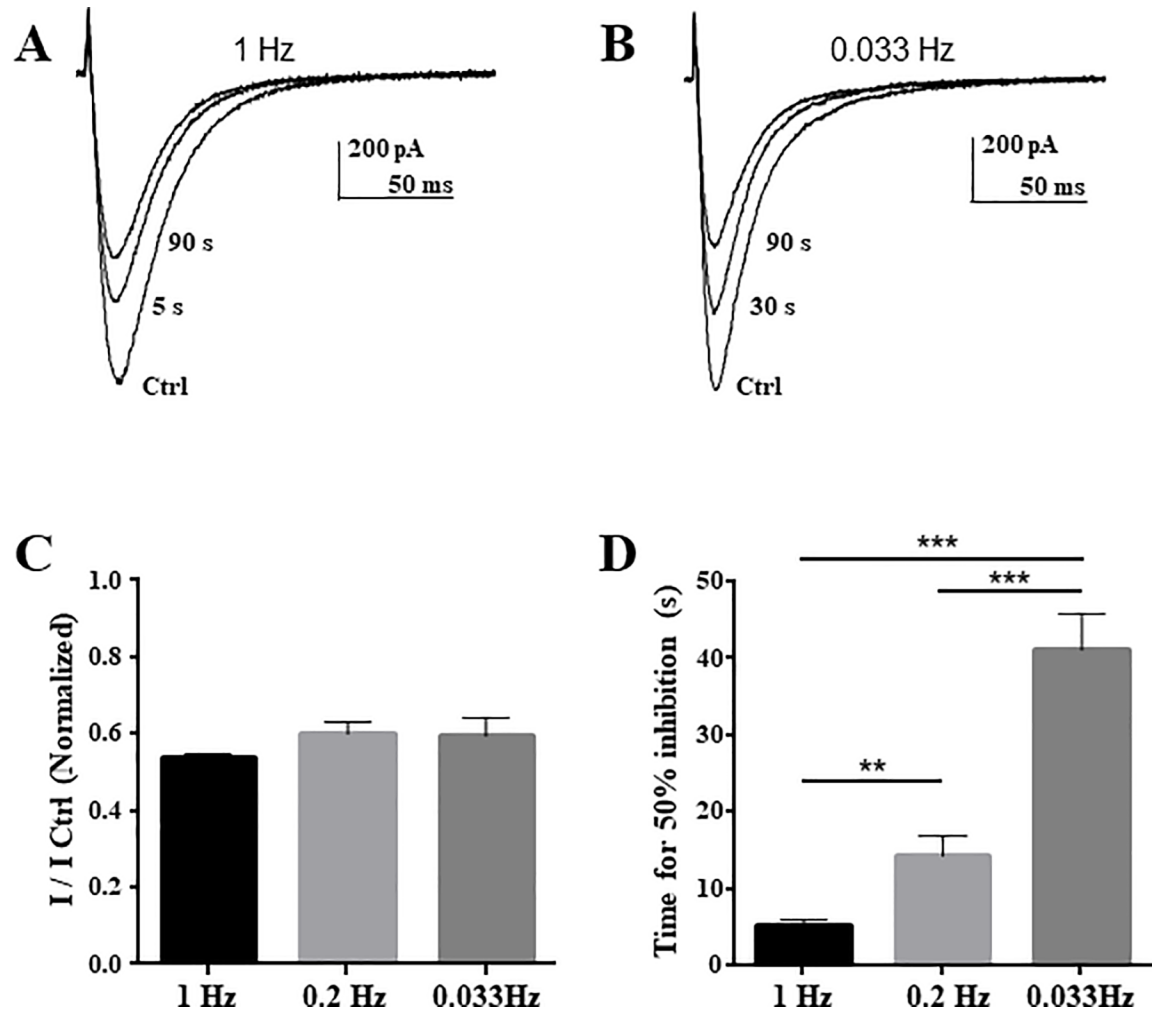 A
1 Hz
200 pA
50 ms
90 s
5 s
Ctrl
B
0.033 Hz
200 pA
50 ms
90 s
30 s
Ctrl
C
I / I Ctrl (Normalized)
1.0
0.8
0.6
0.4
0.2
0.0
1 Hz
0.2 Hz
0.033Hz
D
Time for 50% inhibition (s)
50
40
30
20
10
0
***
***
**
1 Hz
0.2 Hz
0.033Hz